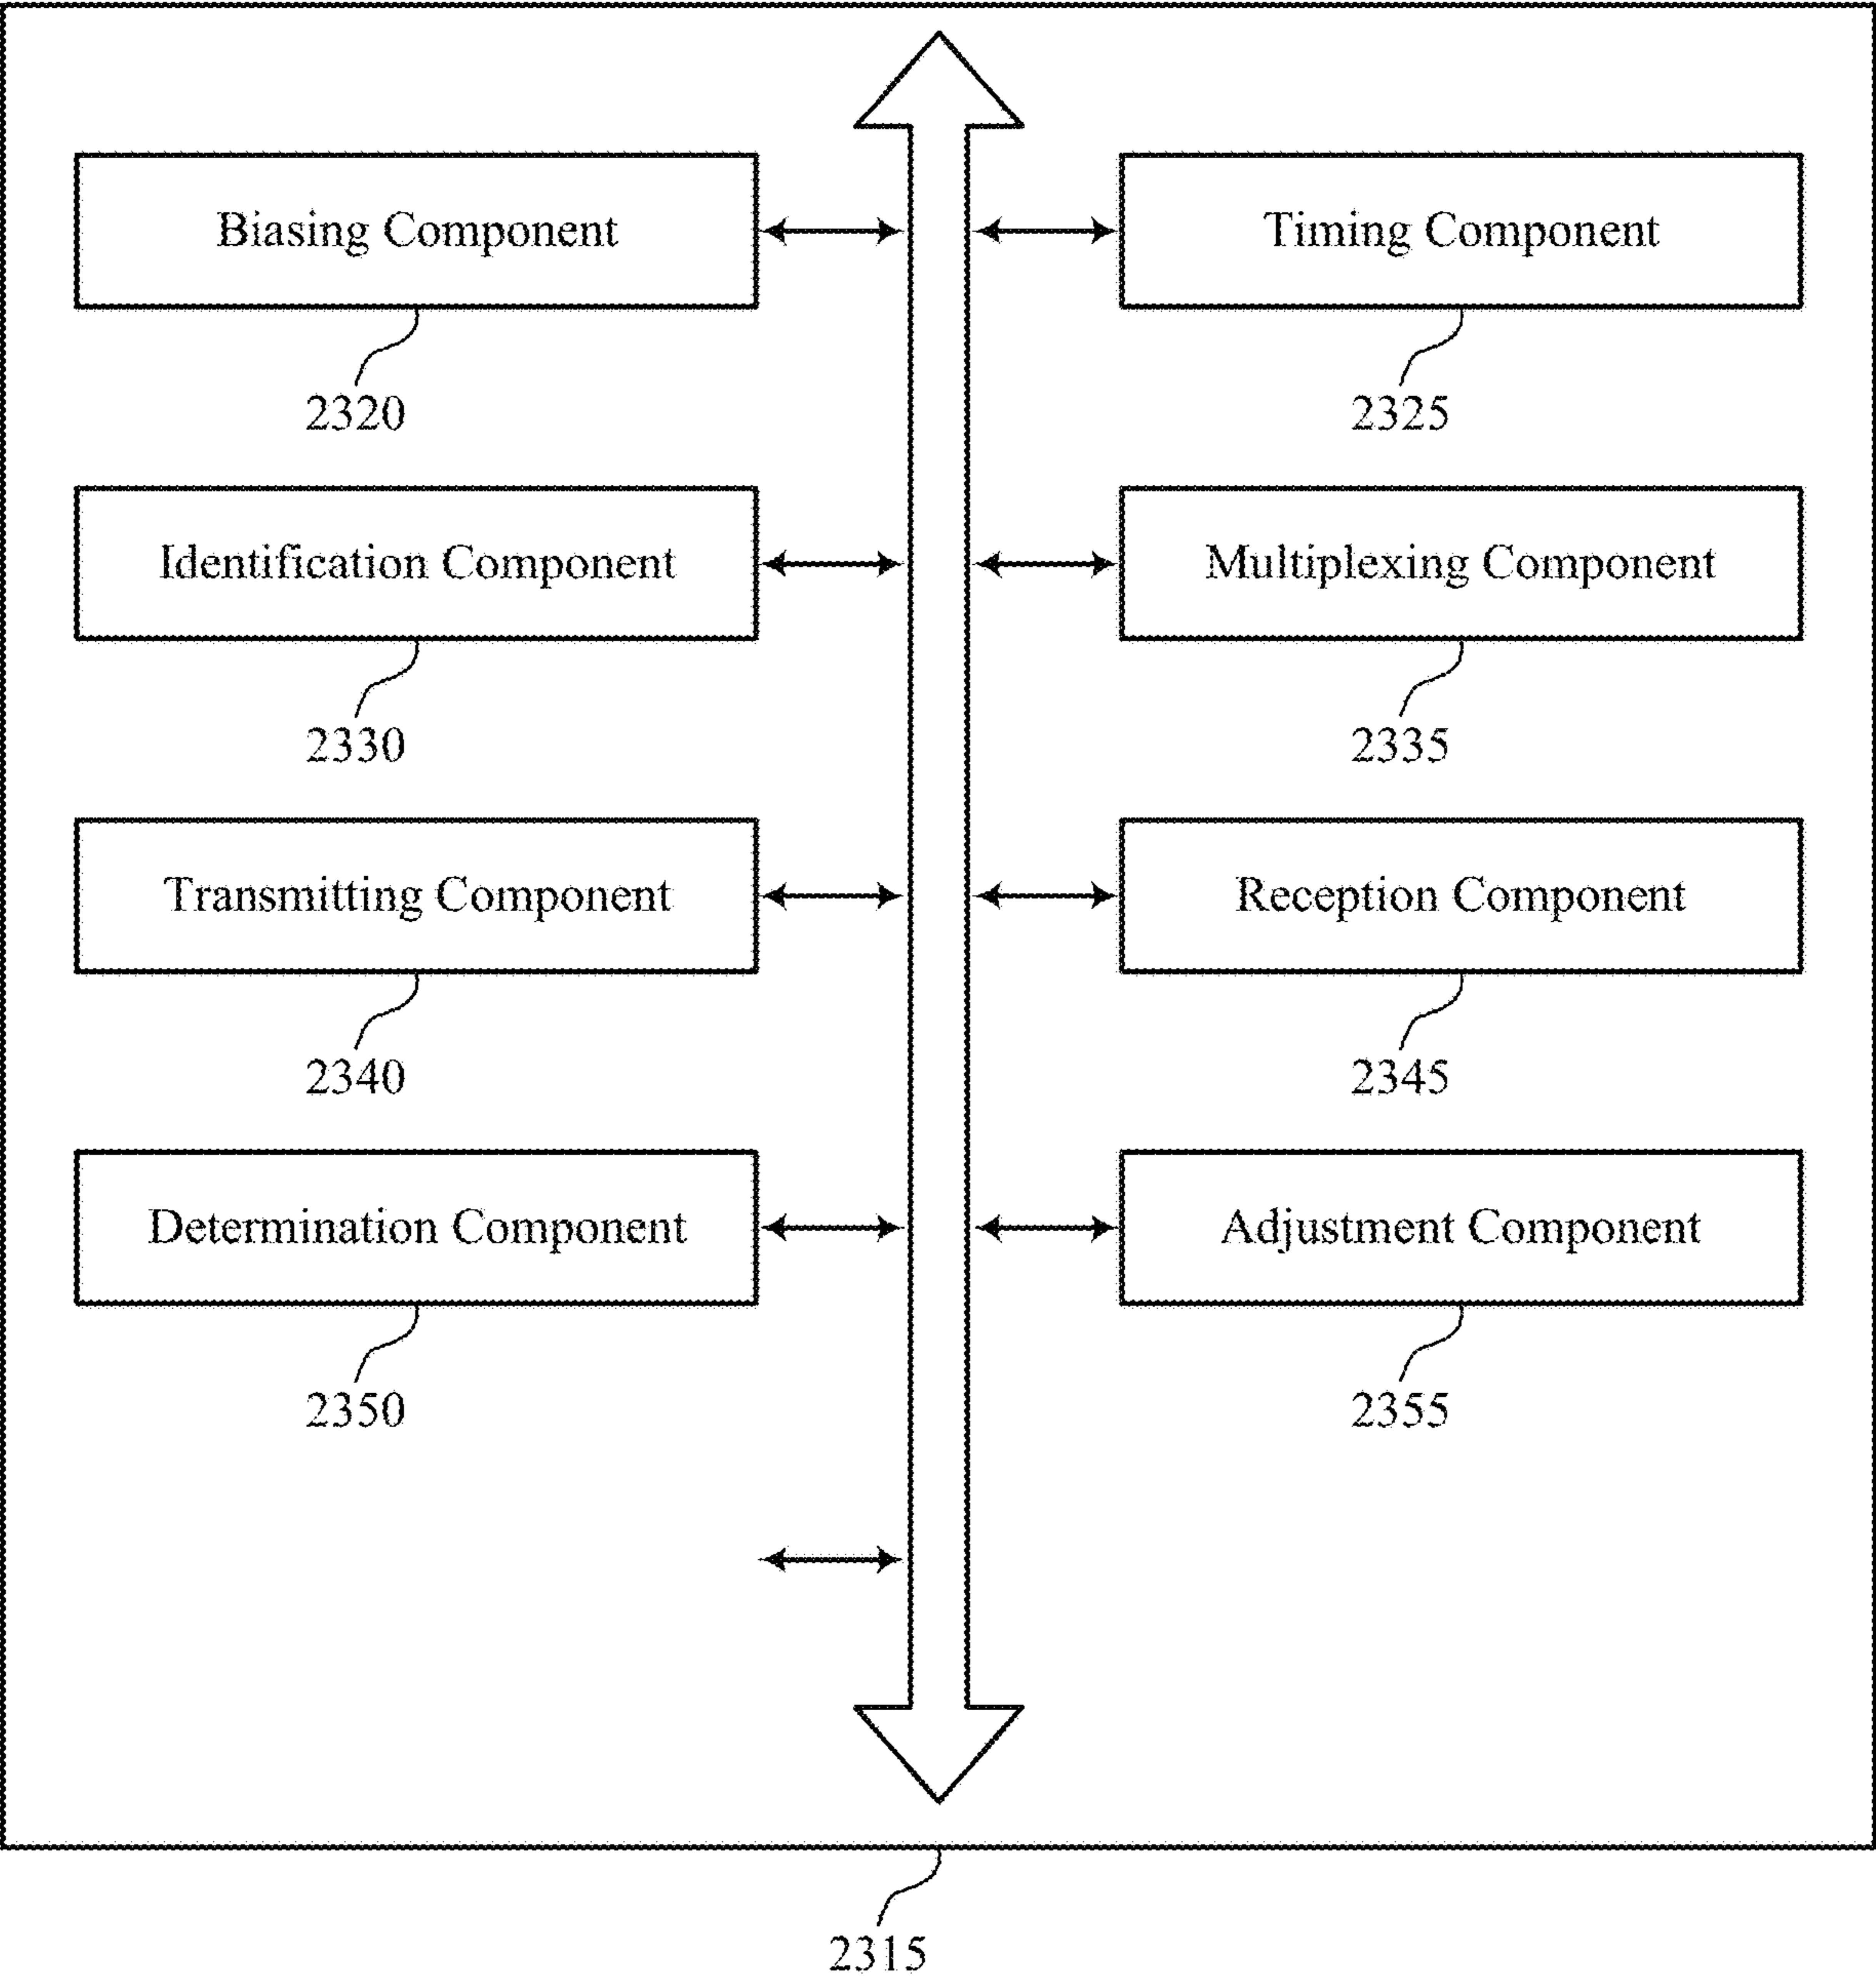 Biasing Component
Timing Component
2320
2325
Identification Component
Multiplexing Component
2330
2335
Transmitting Component
Reception Component
2340
2345
Determination Component
Adjustment Component
2350
2355
2315